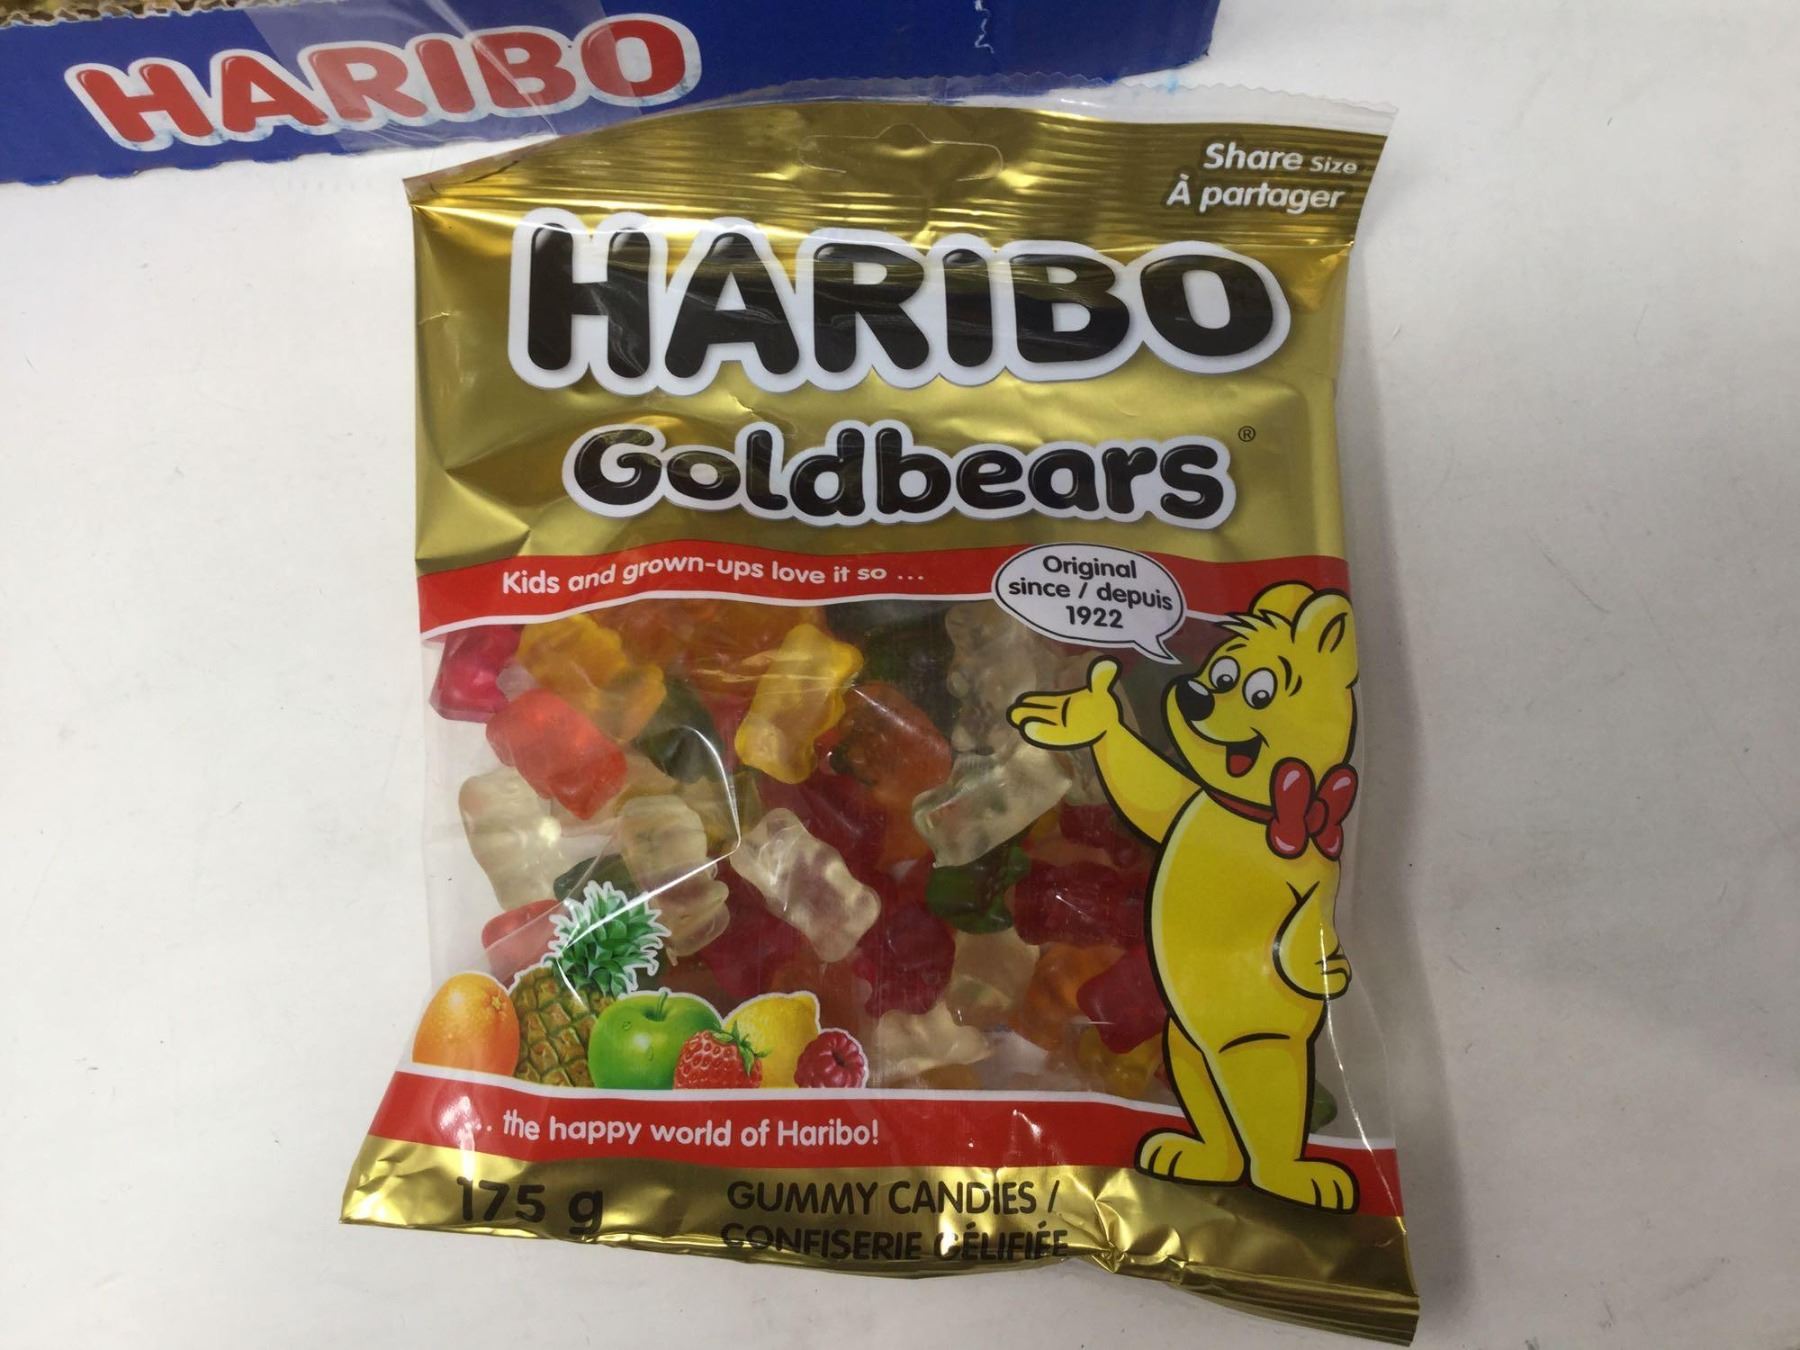 HARIBO
Share Size
À partager
HARIBO
Goldbears®
Kids and grown-ups love it so ...
Original
since / depuis
1922
... the happy world of Haribo!
175 g
GUMMY CANDIES /
CONFISERIE GÉLIFIÉE